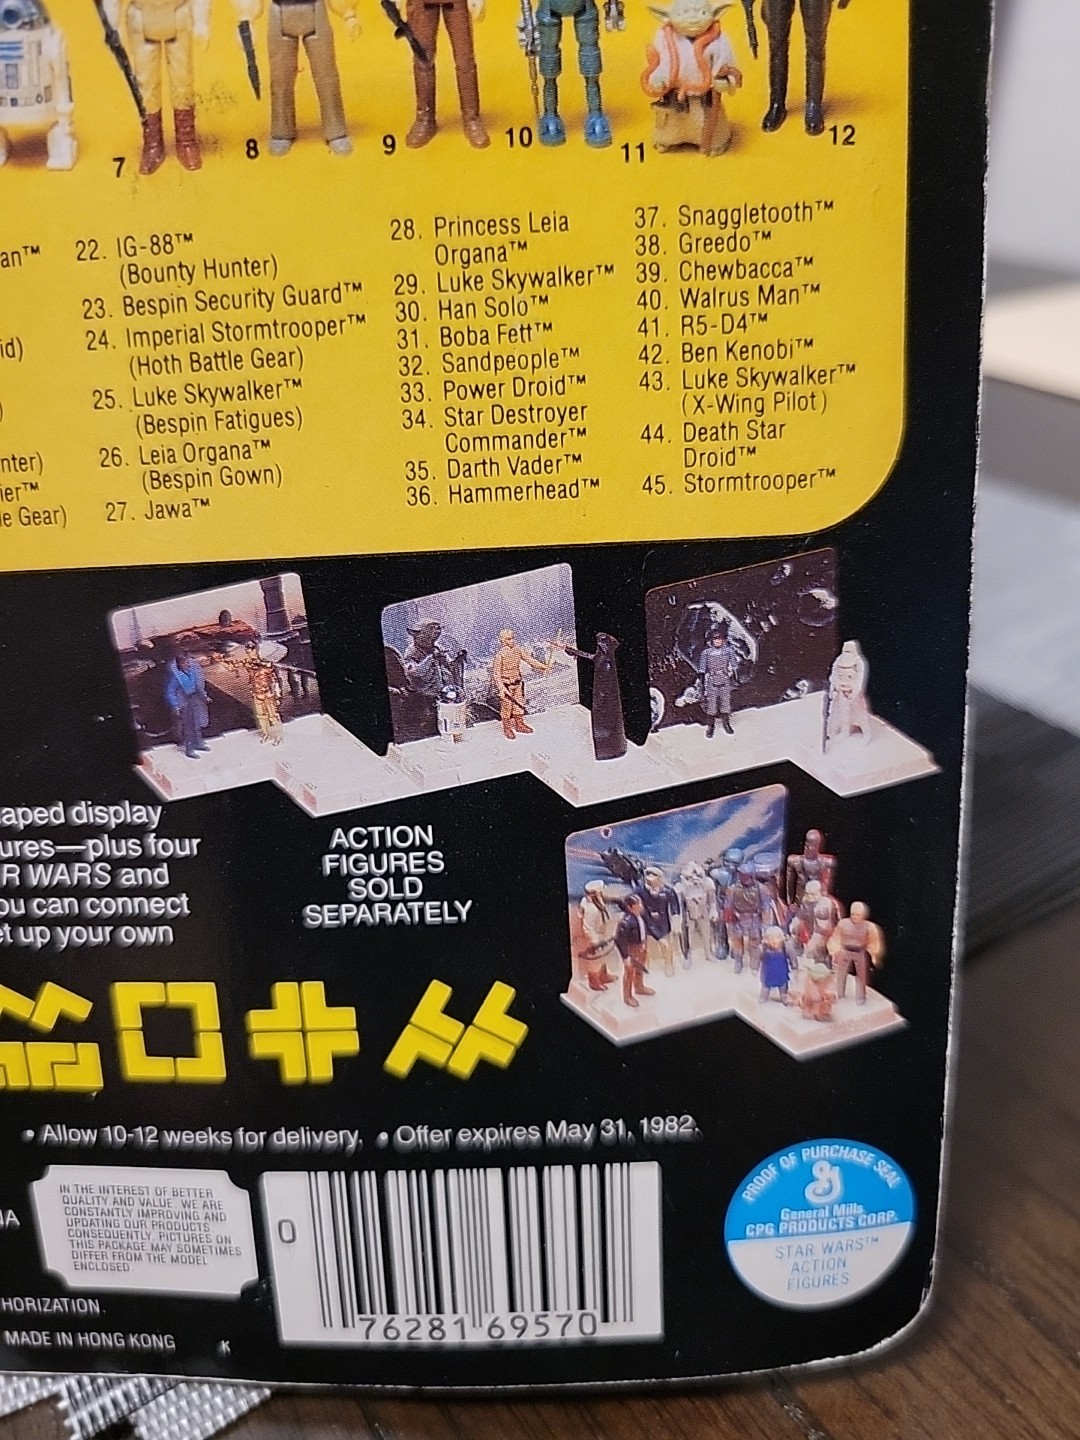 7
8
9
10
11
12
an™
id)
)
nter)
ier™
le Gear)
22. IG-88™
(Bounty Hunter)
23. Bespin Security Guard™
24. Imperial Stormtrooper™
(Hoth Battle Gear)
25. Luke Skywalker™
(Bespin Fatigues)
26. Leia Organa™
(Bespin Gown)
27. Jawa™
28. Princess Leia
Organa™
29. Luke Skywalker™
30. Han Solo™
31. Boba Fett™
32. Sandpeople™
33. Power Droid™
34. Star Destroyer
Commander™
35. Darth Vader™
36. Hammerhead™
37. Snaggletooth™
38. Greedo™
39. Chewbacca™
40. Walrus Man™
41. R5-D4™
42. Ben Kenobi™
43. Luke Skywalker™
(X-Wing Pilot)
44. Death Star
Droid™
45. Stormtrooper™
aped display
ures—plus four
R WARS and
ou can connect
et up your own
ACTION
FIGURES
SOLD
SEPARATELY
• Allow 10-12 weeks for delivery. • Offer expires May 31, 1982.
IA
IN THE INTEREST OF BETTER
QUALITY AND VALUE, WE ARE
CONSTANTLY IMPROVING AND
UPDATING OUR PRODUCTS.
CONSEQUENTLY, PICTURES ON
THIS PACKAGE MAY SOMETIMES
DIFFER FROM THE MODEL
ENCLOSED.
HORIZATION.
MADE IN HONG KONG
K
0
76281 69570
PROOF OF PURCHASE SEAL
G
General Mills
CPG PRODUCTS CORP.
STAR WARS™
ACTION
FIGURES